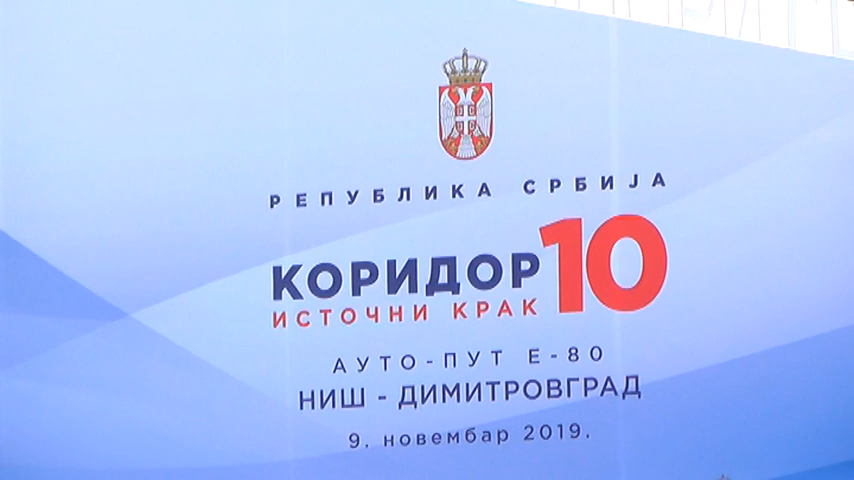 РЕПУБЛИКА СРБИЈА
КОРИДОР 10
ИСТОЧНИ КРАК
АУТО-ПУТ Е-80
НИШ - ДИМИТРОВГРАД
9. новембар 2019.